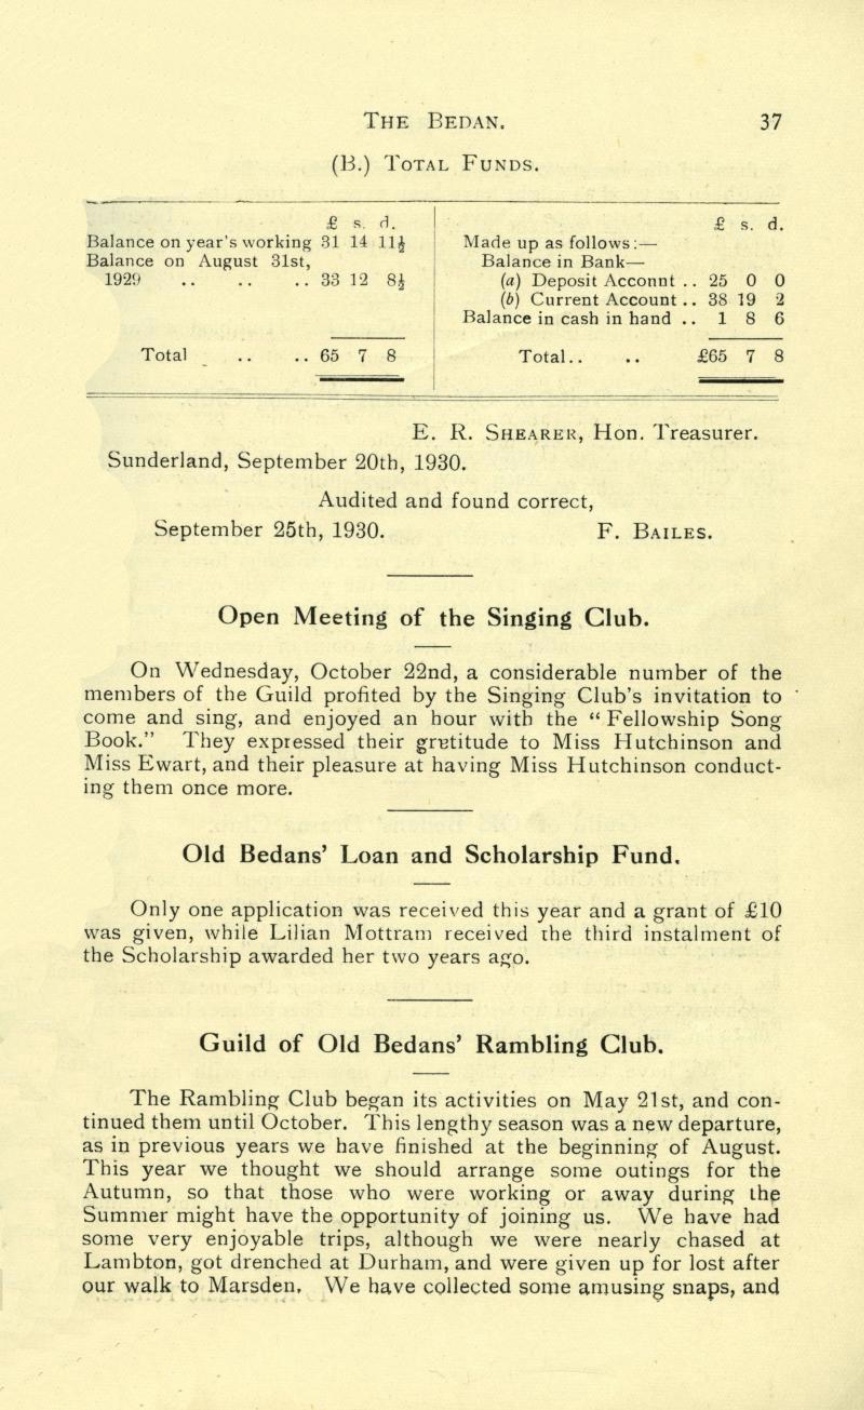 THE BEDAN. 37
(B.) TOTAL FUNDS.
£ s. d.
Balance on year's working 31 14 11½
Balance on August 31st,
1929 .. .. .. 33 12 8½
Total .. .. 65 7 8
£ s. d.
Made up as follows:—
Balance in Bank—
(a) Deposit Acconnt .. 25 0 0
(b) Current Account .. 38 19 2
Balance in cash in hand .. 1 8 6
Total .. .. £65 7 8
E. R. SHEARER, Hon. Treasurer.
Sunderland, September 20th, 1930.
Audited and found correct,
September 25th, 1930. F. BAILES.
Open Meeting of the Singing Club.
On Wednesday, October 22nd, a considerable number of the
members of the Guild profited by the Singing Club's invitation to
come and sing, and enjoyed an hour with the “Fellowship Song
Book.” They expressed their gratitude to Miss Hutchinson and
Miss Ewart, and their pleasure at having Miss Hutchinson conduct-
ing them once more.
Old Bedans' Loan and Scholarship Fund.
Only one application was received this year and a grant of £10
was given, while Lilian Mottram received the third instalment of
the Scholarship awarded her two years ago.
Guild of Old Bedans' Rambling Club.
The Rambling Club began its activities on May 21st, and con-
tinued them until October. This lengthy season was a new departure,
as in previous years we have finished at the beginning of August.
This year we thought we should arrange some outings for the
Autumn, so that those who were working or away during the
Summer might have the opportunity of joining us. We have had
some very enjoyable trips, although we were nearly chased at
Lambton, got drenched at Durham, and were given up for lost after
our walk to Marsden. We have collected some amusing snaps, and